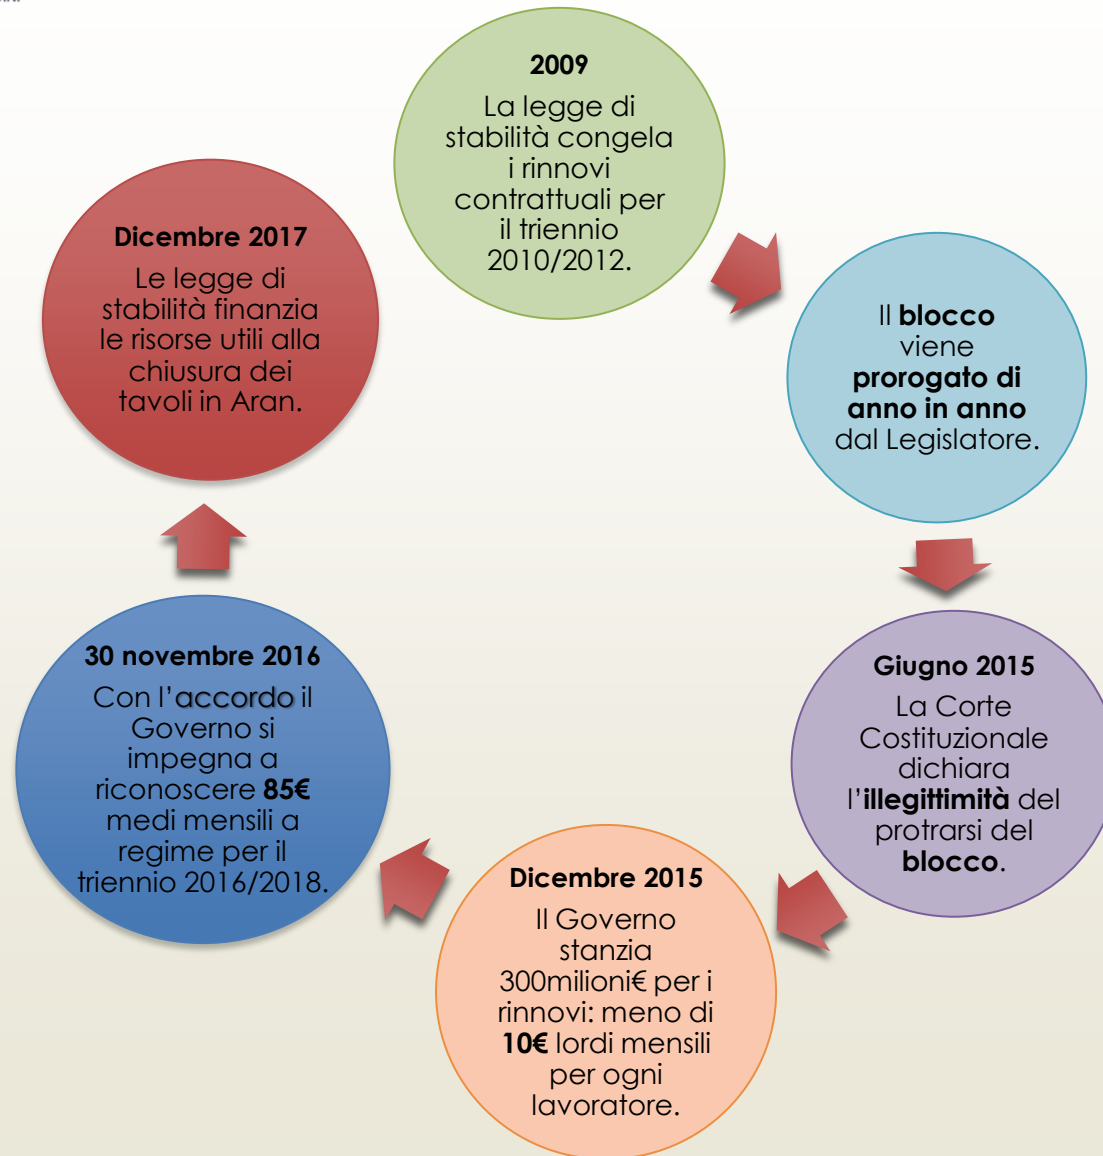 2009
La legge di
stabilità congela
i rinnovi
contrattuali per
il triennio
2010/2012.
Il blocco
viene
prorogato di
anno in anno
dal Legislatore.
Giugno 2015
La Corte
Costituzionale
dichiara
l'illegittimità del
protrarsi del
blocco.
Dicembre 2015
Il Governo
stanzia
300milioni€ per i
rinnovi: meno di
10€ lordi mensili
per ogni
lavoratore.
30 novembre 2016
Con l'accordo il
Governo si
impegna a
riconoscere 85€
medi mensili a
regime per il
triennio 2016/2018.
Dicembre 2017
Le legge di
stabilità finanzia
le risorse utili alla
chiusura dei
tavoli in Aran.